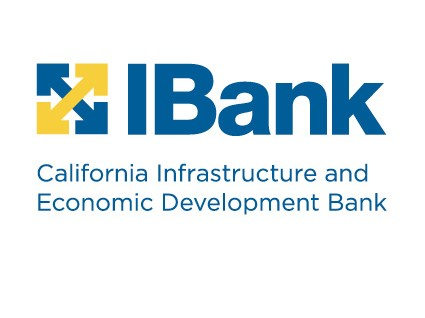 IBank
California Infrastructure and
Economic Development Bank